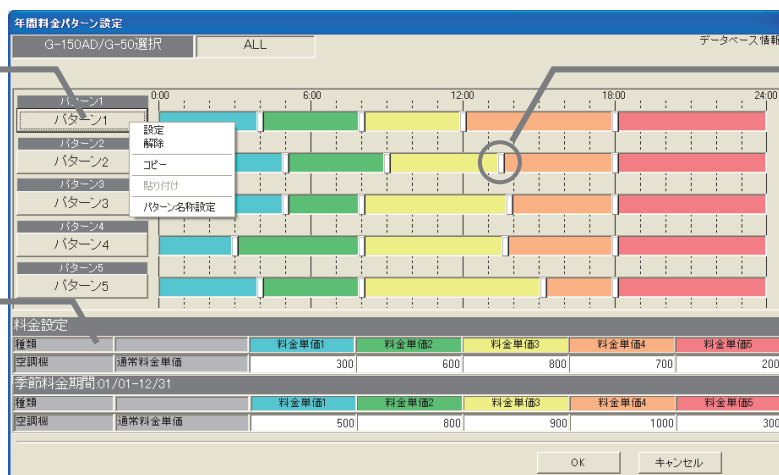 年間料金パターン設定
G-150AD/G-50選択 ALL データベース情報
0:00 6:00 12:00 18:00 24:00
パターン1
パターン1
設定
解除
コピー
貼り付け
パターン名称設定
パターン2
パターン2
パターン3
パターン3
パターン4
パターン4
パターン5
パターン5
料金設定
種類 料金単価1 料金単価2 料金単価3 料金単価4 料金単価5
空調機 通常料金単価 300 600 800 700 200
季節料金期間:01/01-12/31
種類 料金単価1 料金単価2 料金単価3 料金単価4 料金単価5
空調機 通常料金単価 500 800 900 1000 300
OK キャンセル